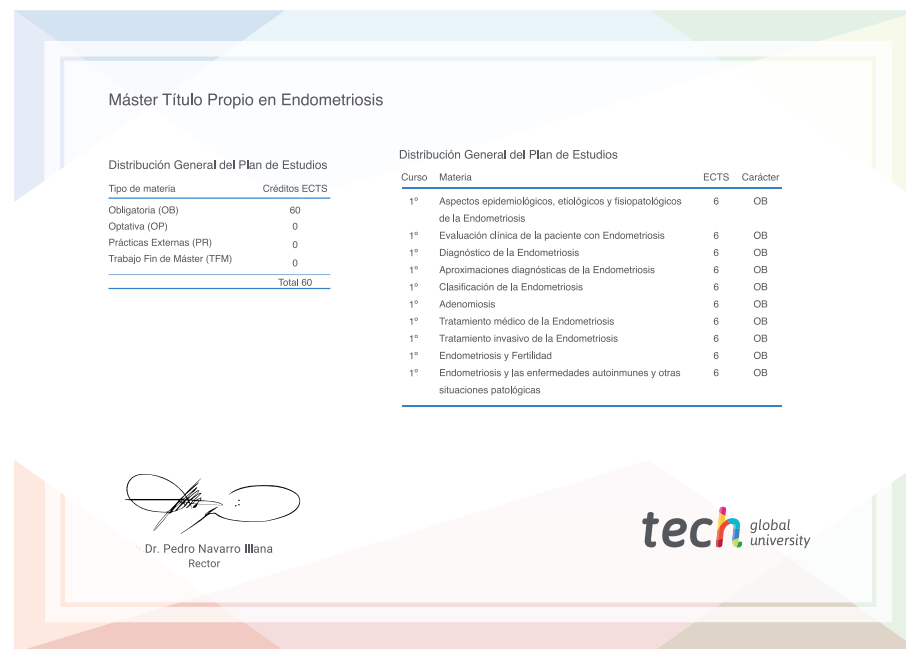 Máster Título Propio en Endometriosis
Distribución General del Plan de Estudios
Tipo de materia Créditos ECTS
Obligatoria (OB) 60
Optativa (OP) 0
Prácticas Externas (PR) 0
Trabajo Fin de Máster (TFM) 0
Total 60
Distribución General del Plan de Estudios
Curso Materia ECTS Carácter
1º Aspectos epidemiológicos, etiológicos y fisiopatológicos 6 OB
de la Endometriosis
1º Evaluación clínica de la paciente con Endometriosis 6 OB
1º Diagnóstico de la Endometriosis 6 OB
1º Aproximaciones diagnósticas de la Endometriosis 6 OB
1º Clasificación de la Endometriosis 6 OB
1º Adenomiosis 6 OB
1º Tratamiento médico de la Endometriosis 6 OB
1º Tratamiento invasivo de la Endometriosis 6 OB
1º Endometriosis y Fertilidad 6 OB
1º Endometriosis y las enfermedades autoinmunes y otras 6 OB
situaciones patológicas
Dr. Pedro Navarro Illana
Rector
tech global
university